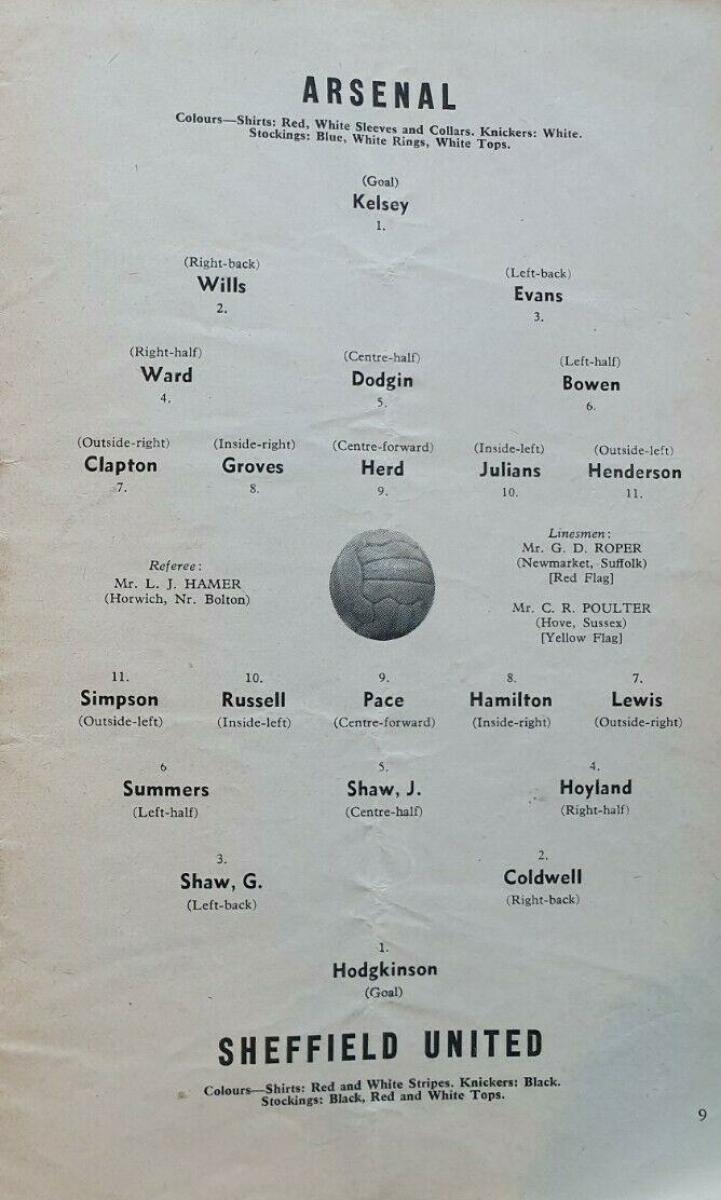 ARSENAL
Colours—Shirts: Red, White Sleeves and Collars. Knickers: White.
Stockings: Blue, White Rings, White Tops.
(Goal)
Kelsey
1.
(Right-back)
Wills
2.
(Left-back)
Evans
3.
(Right-half)
Ward
4.
(Centre-half)
Dodgin
5.
(Left-half)
Bowen
6.
(Outside-right)
Clapton
7.
(Inside-right)
Groves
8.
(Centre-forward)
Herd
9.
(Inside-left)
Julians
10.
(Outside-left)
Henderson
11.
Referee:
Mr. L. J. HAMER
(Horwich, Nr. Bolton)
Linesmen:
Mr. G. D. ROPER
(Newmarket, Suffolk)
[Red Flag]
Mr. C. R. POULTER
(Hove, Sussex)
[Yellow Flag]
11.
Simpson
(Outside-left)
10.
Russell
(Inside-left)
9.
Pace
(Centre-forward)
8.
Hamilton
(Inside-right)
7.
Lewis
(Outside-right)
6
Summers
(Left-half)
5.
Shaw, J.
(Centre-half)
4.
Hoyland
(Right-half)
3.
Shaw, G.
(Left-back)
2.
Coldwell
(Right-back)
1.
Hodgkinson
(Goal)
SHEFFIELD UNITED
Colours—Shirts: Red and White Stripes. Knickers: Black.
Stockings: Black, Red and White Tops.
9